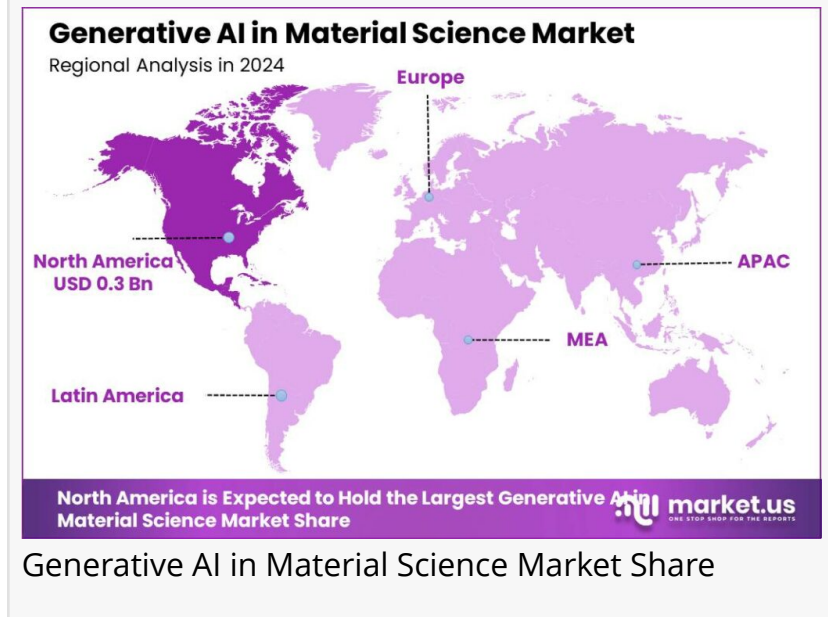 Generative AI in Material Science Market
Regional Analysis in 2024
Europe
North America
USD 0.3 Bn
APAC
MEA
Latin America
North America is Expected to Hold the Largest Generative AI in
Material Science Market Share
market.us
ONE STOP SHOP FOR THE REPORTS
Generative AI in Material Science Market Share